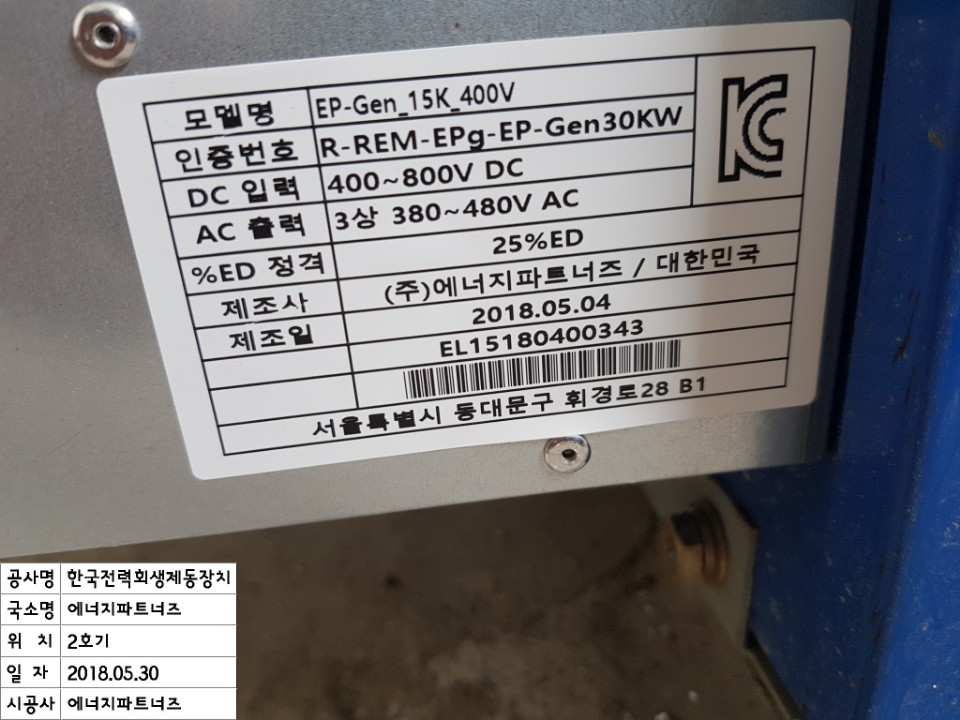 모델명 EP-Gen_15K_400V
인증번호 R-REM-EPg-EP-Gen30KW
DC 입력 400~800V DC
AC 출력 3상 380~480V AC
%ED 정격 25%ED
제조사 (주)에너지파트너즈 / 대한민국
제조일 2018.05.04
EL15180400343
서울특별시 동대문구 휘경로28 B1
공사명 한국전력회생제동장치
국소명 에너지파트너즈
위 치 2호기
일 자 2018.05.30
시공사 에너지파트너즈